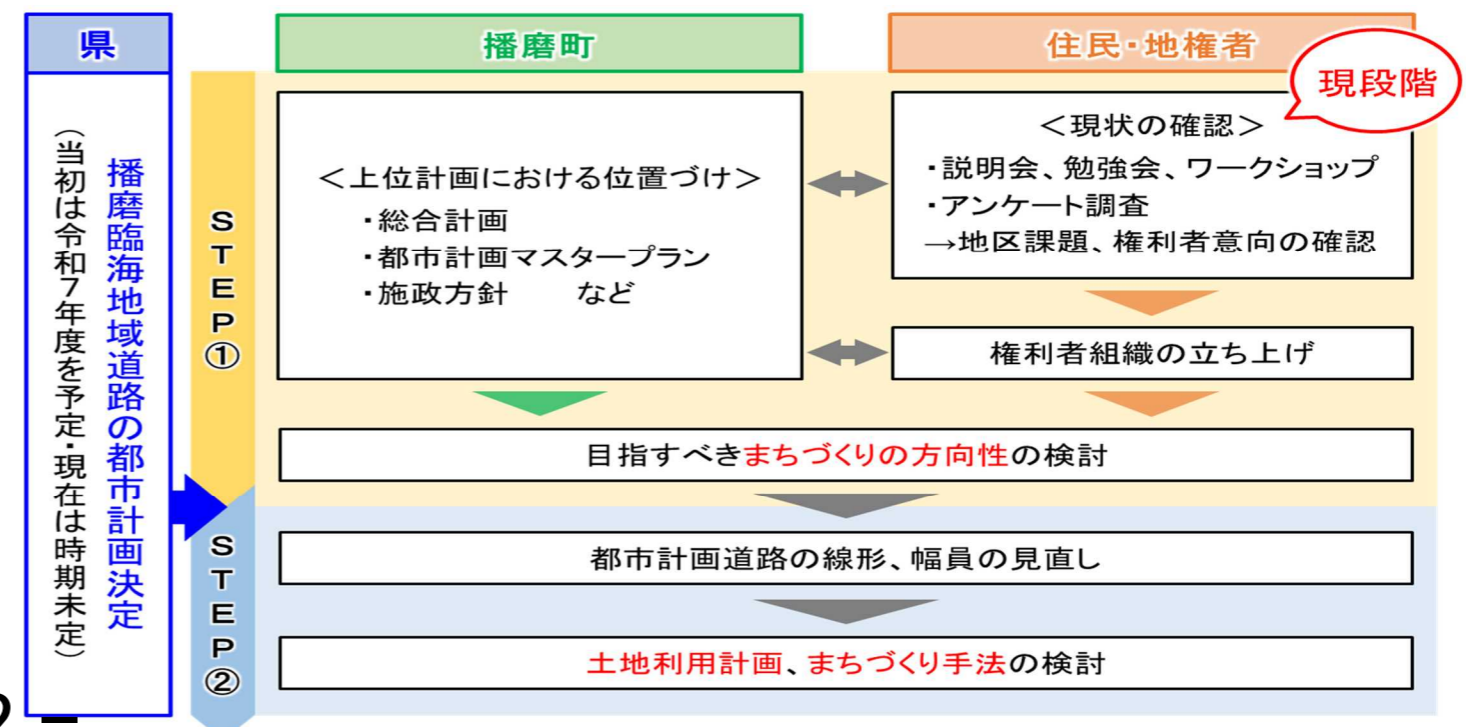 県
播磨臨海地域道路の都市計画決定
（当初は令和7年度を予定・現在は時期未定）
播磨町
住民・地権者
現段階
STEP①
＜上位計画における位置づけ＞
・総合計画
・都市計画マスタープラン
・施政方針　　など
＜現状の確認＞
・説明会、勉強会、ワークショップ
・アンケート調査
→地区課題、権利者意向の確認
権利者組織の立ち上げ
目指すべきまちづくりの方向性の検討
STEP②
都市計画道路の線形、幅員の見直し
土地利用計画、まちづくり手法の検討